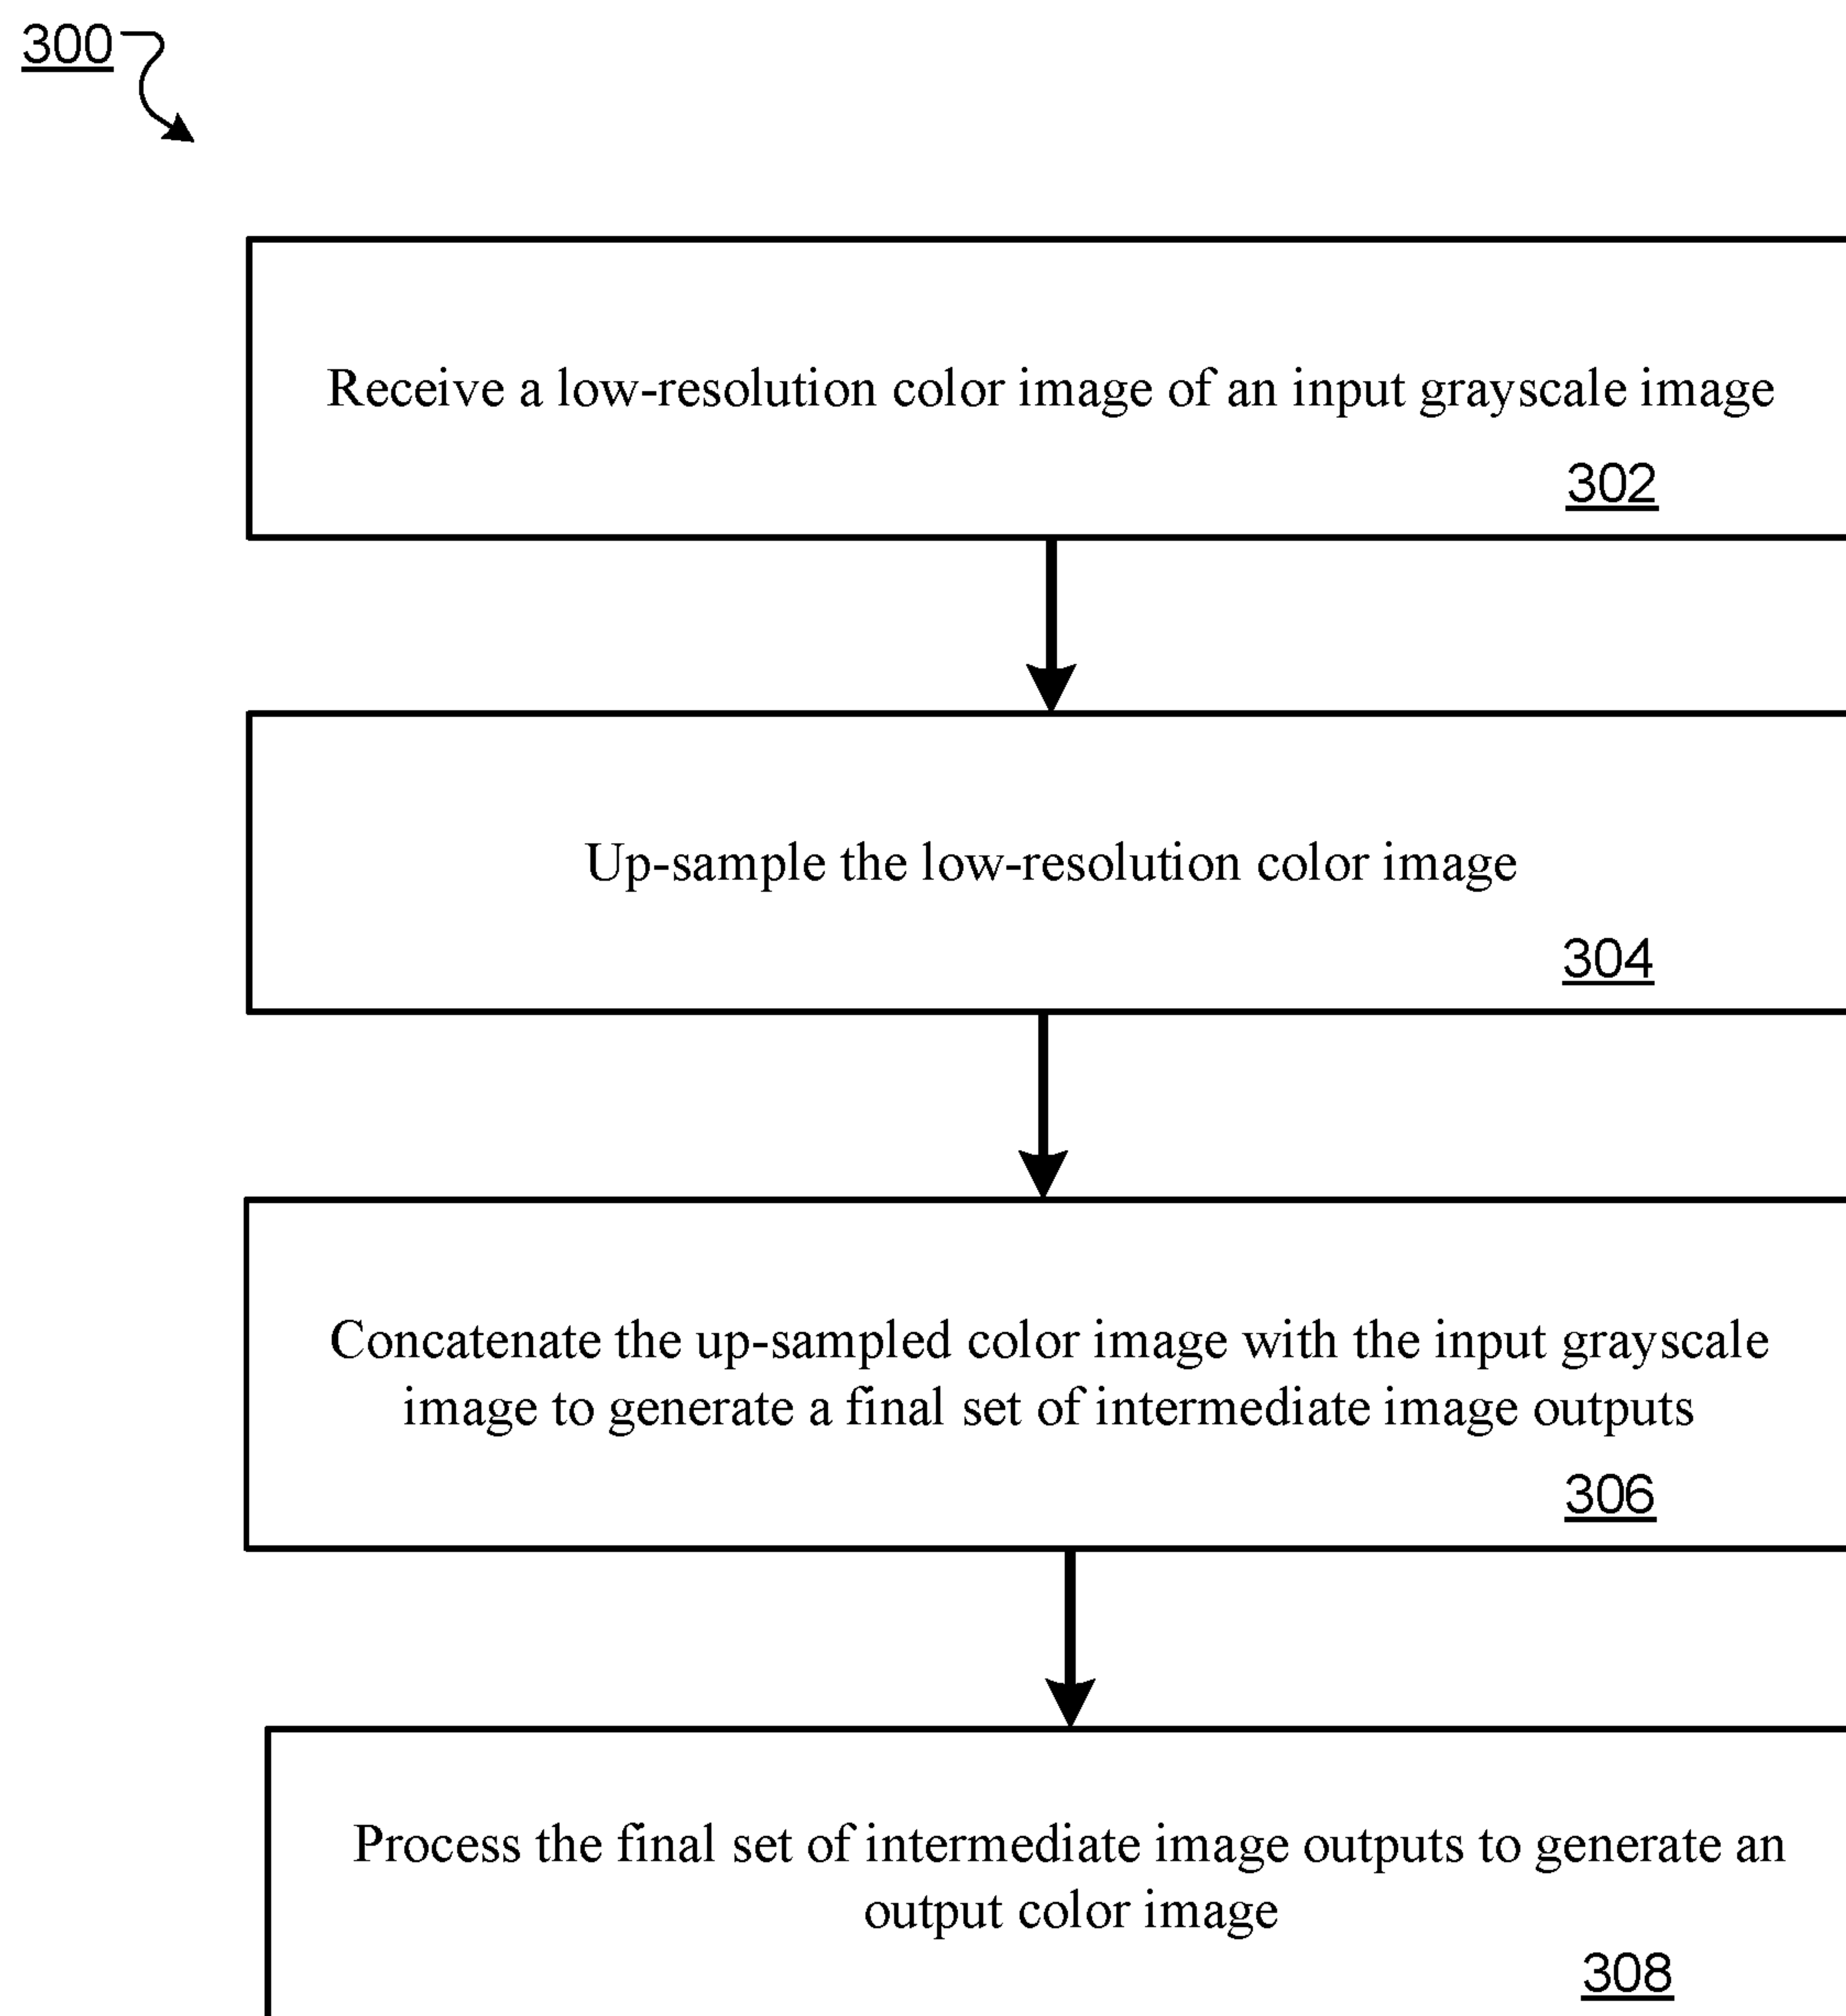 300
Receive a low-resolution color image of an input grayscale image
302
Up-sample the low-resolution color image
304
Concatenate the up-sampled color image with the input grayscale
image to generate a final set of intermediate image outputs
306
Process the final set of intermediate image outputs to generate an
output color image
308